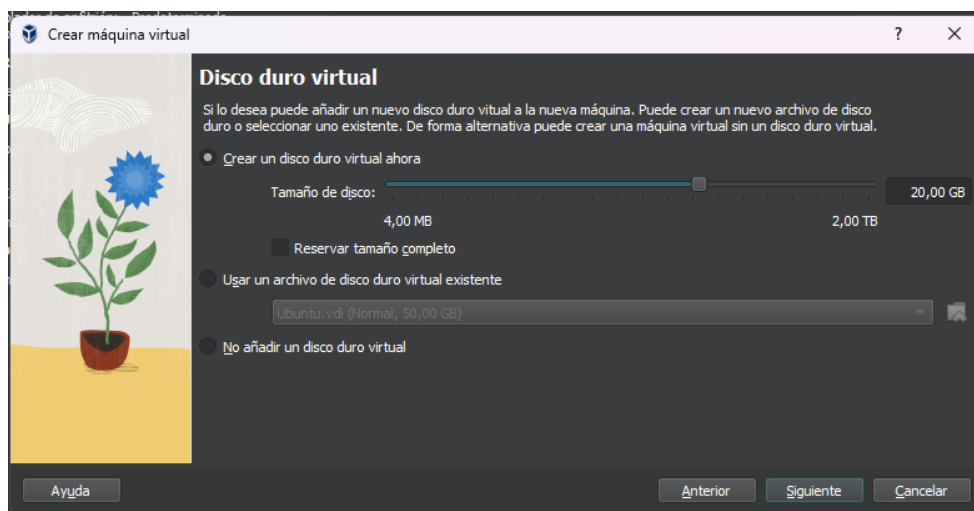 Crear máquina virtual
?
Disco duro virtual
Si lo desea puede añadir un nuevo disco duro vitual a la nueva máquina. Puede crear un nuevo archivo de disco
duro o seleccionar uno existente. De forma alternativa puede crear una máquina virtual sin un disco duro virtual.
Crear un disco duro virtual ahora
Tamaño de disco:
20,00 GB
4,00 MB
2,00 TB
Reservar tamaño completo
Usar un archivo de disco duro virtual existente
Ubuntu.vdi (Normal, 50,00 GB)
No añadir un disco duro virtual
Ayuda
Anterior
Siguiente
Cancelar